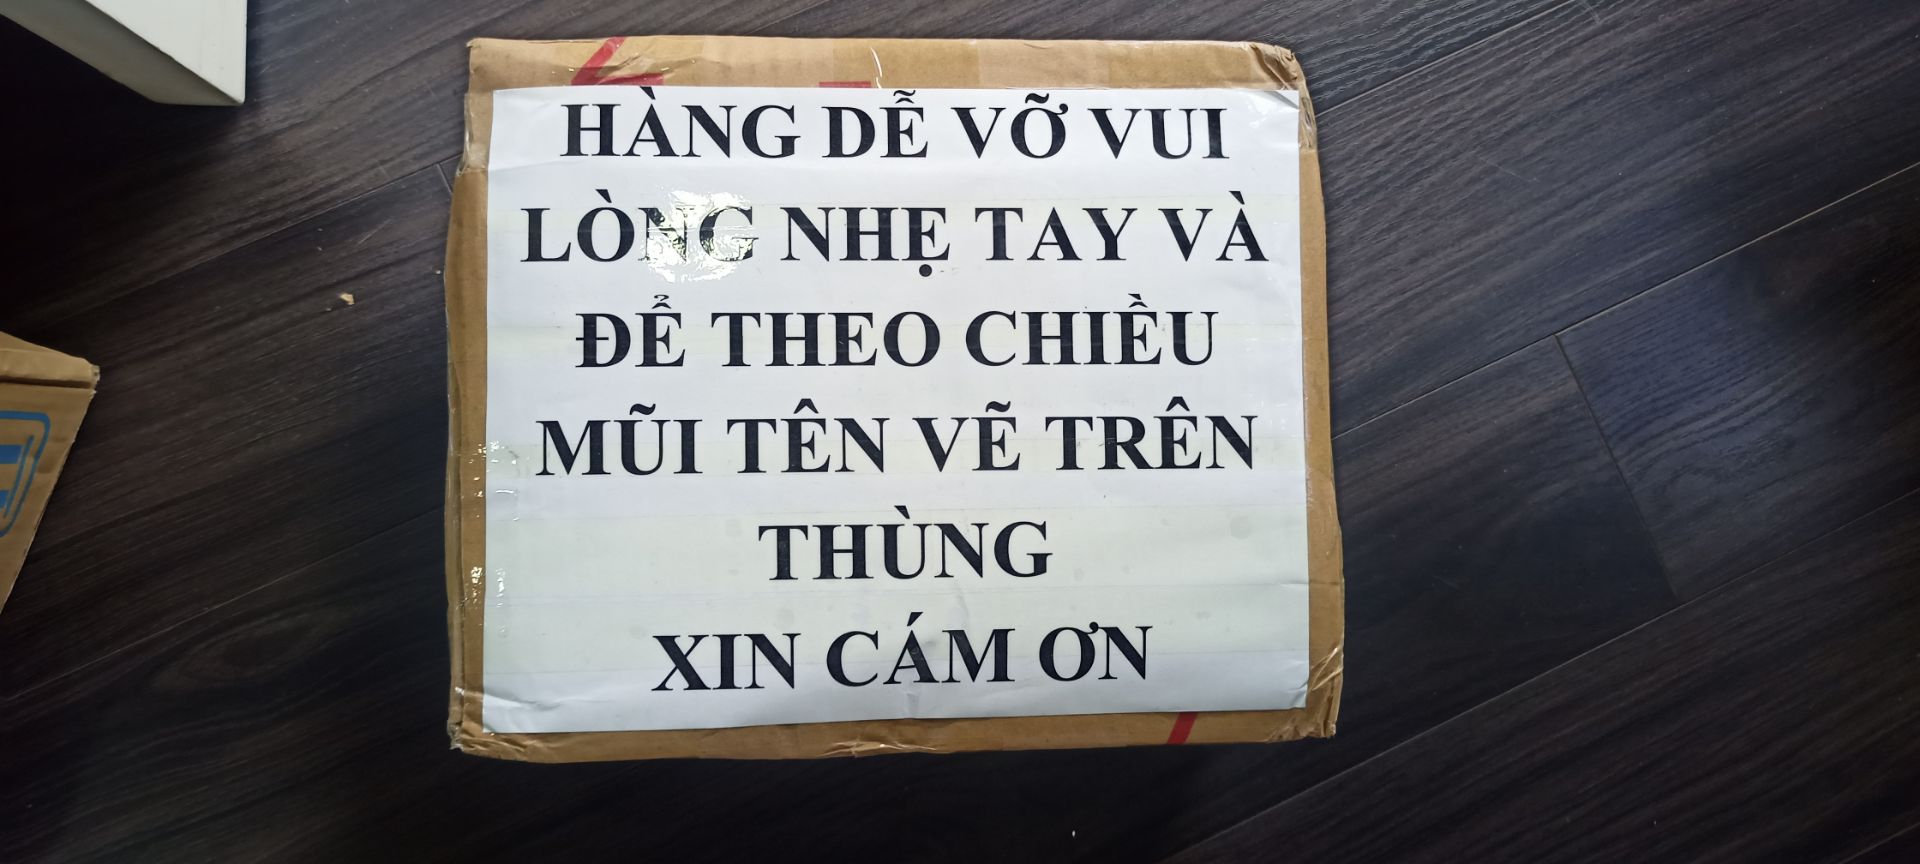 HÀNG DỄ VỠ VUI
LÒNG NHẸ TAY VÀ
ĐỂ THEO CHIỀU
MŨI TÊN VẼ TRÊN
THÙNG
XIN CÁM ƠN